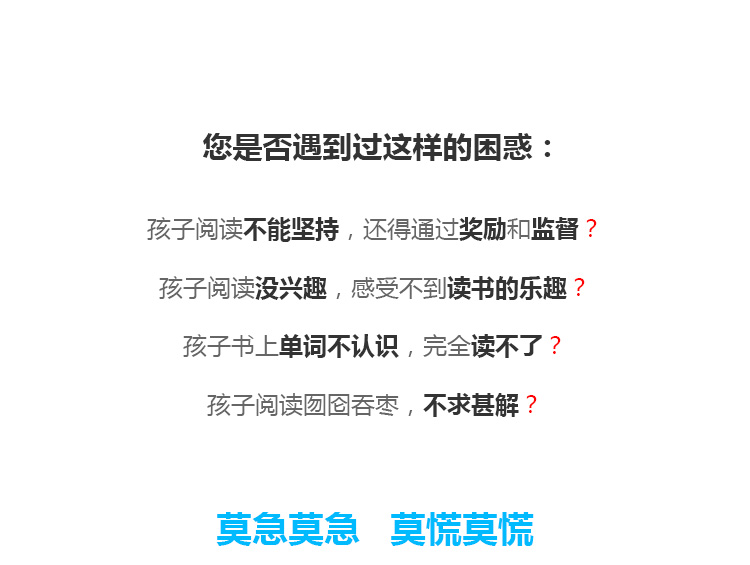 您是否遇到过这样的困惑：
孩子阅读不能坚持，还得通过奖励和监督？
孩子阅读没兴趣，感受不到读书的乐趣？
孩子书上单词不认识，完全读不了？
孩子阅读囫囵吞枣，不求甚解？
莫急莫急 莫慌莫慌